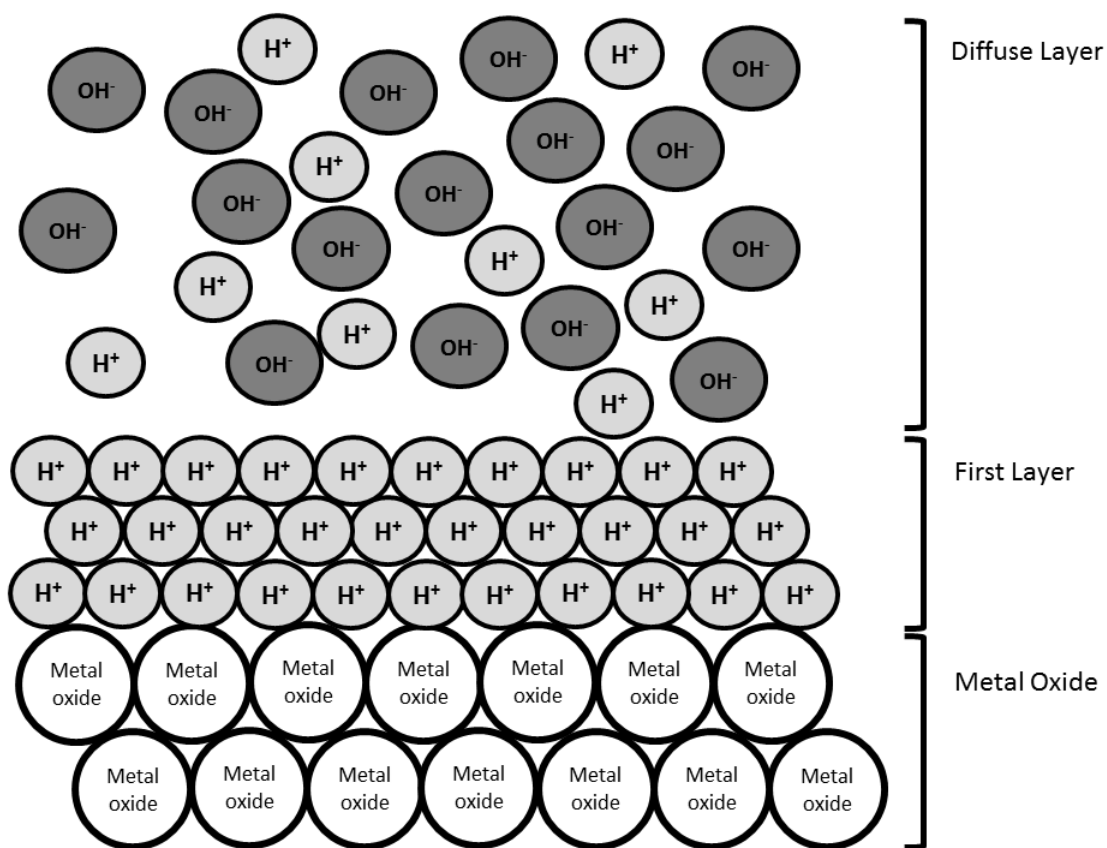 H⁺ OH⁻ H⁺ OH⁻ Diffuse Layer
OH⁻ OH⁻ OH⁻
OH⁻ OH⁻
H⁺
OH⁻ OH⁻
OH⁻ OH⁻ OH⁻ OH⁻
H⁺ H⁺
H⁺
H⁺ OH⁻ OH⁻
H⁺ OH⁻ OH⁻
H⁺
H⁺ H⁺ H⁺ H⁺ H⁺ H⁺ H⁺ H⁺ H⁺ H⁺ First Layer
H⁺ H⁺ H⁺ H⁺ H⁺ H⁺ H⁺ H⁺ H⁺ H⁺
H⁺ H⁺ H⁺ H⁺ H⁺ H⁺ H⁺ H⁺ H⁺ H⁺ H⁺
Metal Metal Metal Metal Metal Metal Metal Metal Oxide
oxide oxide oxide oxide oxide oxide oxide
Metal Metal Metal Metal Metal Metal Metal
oxide oxide oxide oxide oxide oxide oxide